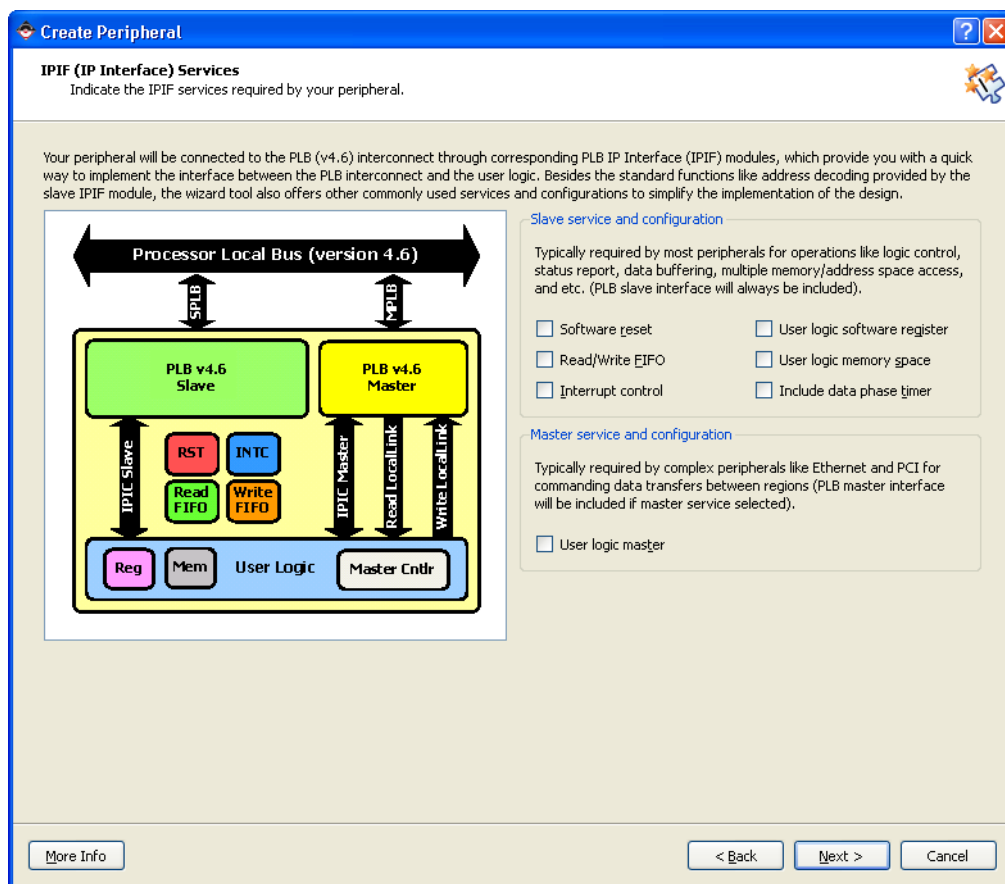 Create Peripheral
IPIF (IP Interface) Services
Indicate the IPIF services required by your peripheral.
Your peripheral will be connected to the PLB (v4.6) interconnect through corresponding PLB IP Interface (IPIF) modules, which provide you with a quick
way to implement the interface between the PLB interconnect and the user logic. Besides the standard functions like address decoding provided by the
slave IPIF module, the wizard tool also offers other commonly used services and configurations to simplify the implementation of the design.
Processor Local Bus (version 4.6)
SPLB
MPLB
PLB v4.6
Slave
PLB v4.6
Master
IPIC Slave
RST
INTC
Read
FIFO
Write
FIFO
IPIC Master
Read LocalLink
Write LocalLink
Reg
Mem
User Logic
Master Cntlr
Slave service and configuration
Typically required by most peripherals for operations like logic control,
status report, data buffering, multiple memory/address space access,
and etc. (PLB slave interface will always be included).
Software reset
User logic software register
Read/Write FIFO
User logic memory space
Interrupt control
Include data phase timer
Master service and configuration
Typically required by complex peripherals like Ethernet and PCI for
commanding data transfers between regions (PLB master interface
will be included if master service selected).
User logic master
More Info
< Back
Next >
Cancel